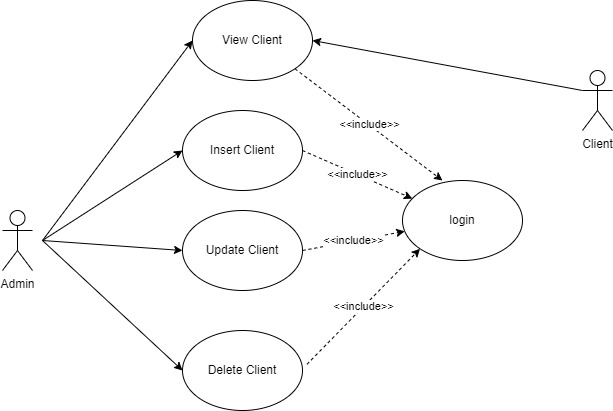 View Client
<<include>>
Client
Insert Client
<<include>>
login
Admin
Update Client
<<include>>
<<include>>
Delete Client